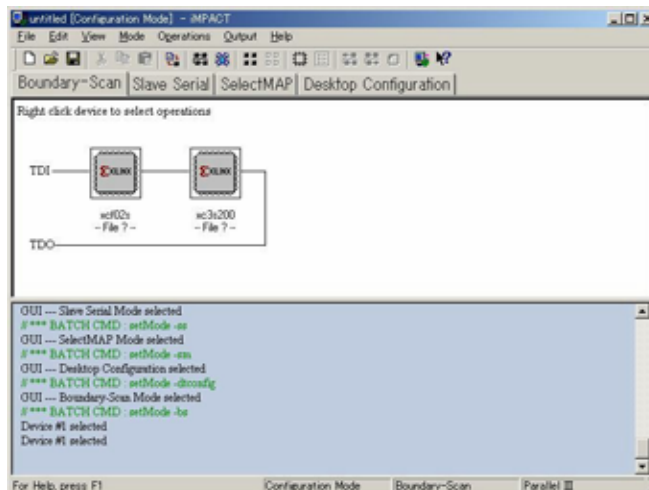 untitled [Configuration Mode] - iMPACT
File Edit View Mode Operations Output Help
Boundary-Scan Slave Serial SelectMAP Desktop Configuration
Right click device to select operations
TDI
XILINX XILINX
xcf02s xc3s200
-- File ? -- -- File ? --
TDO
GUI --- Slave Serial Mode selected
// *** BATCH CMD : setMode -ss
GUI --- SelectMAP Mode selected
// *** BATCH CMD : setMode -sm
GUI --- Desktop Configuration selected
// *** BATCH CMD : setMode -dtconfig
GUI --- Boundary-Scan Mode selected
// *** BATCH CMD : setMode -bs
Device #1 selected
Device #1 selected
For Help, press F1 Configuration Mode Boundary-Scan Parallel III